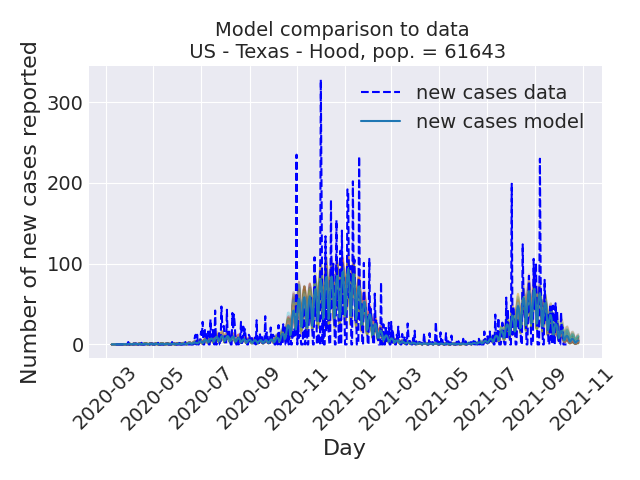 Model comparison to data
US - Texas - Hood, pop. = 61643
new cases data
new cases model
Number of new cases reported
300
200
100
0
2020-03
2020-05
2020-07
2020-09
2020-11
2021-01
2021-03
2021-05
2021-07
2021-09
2021-11
Day